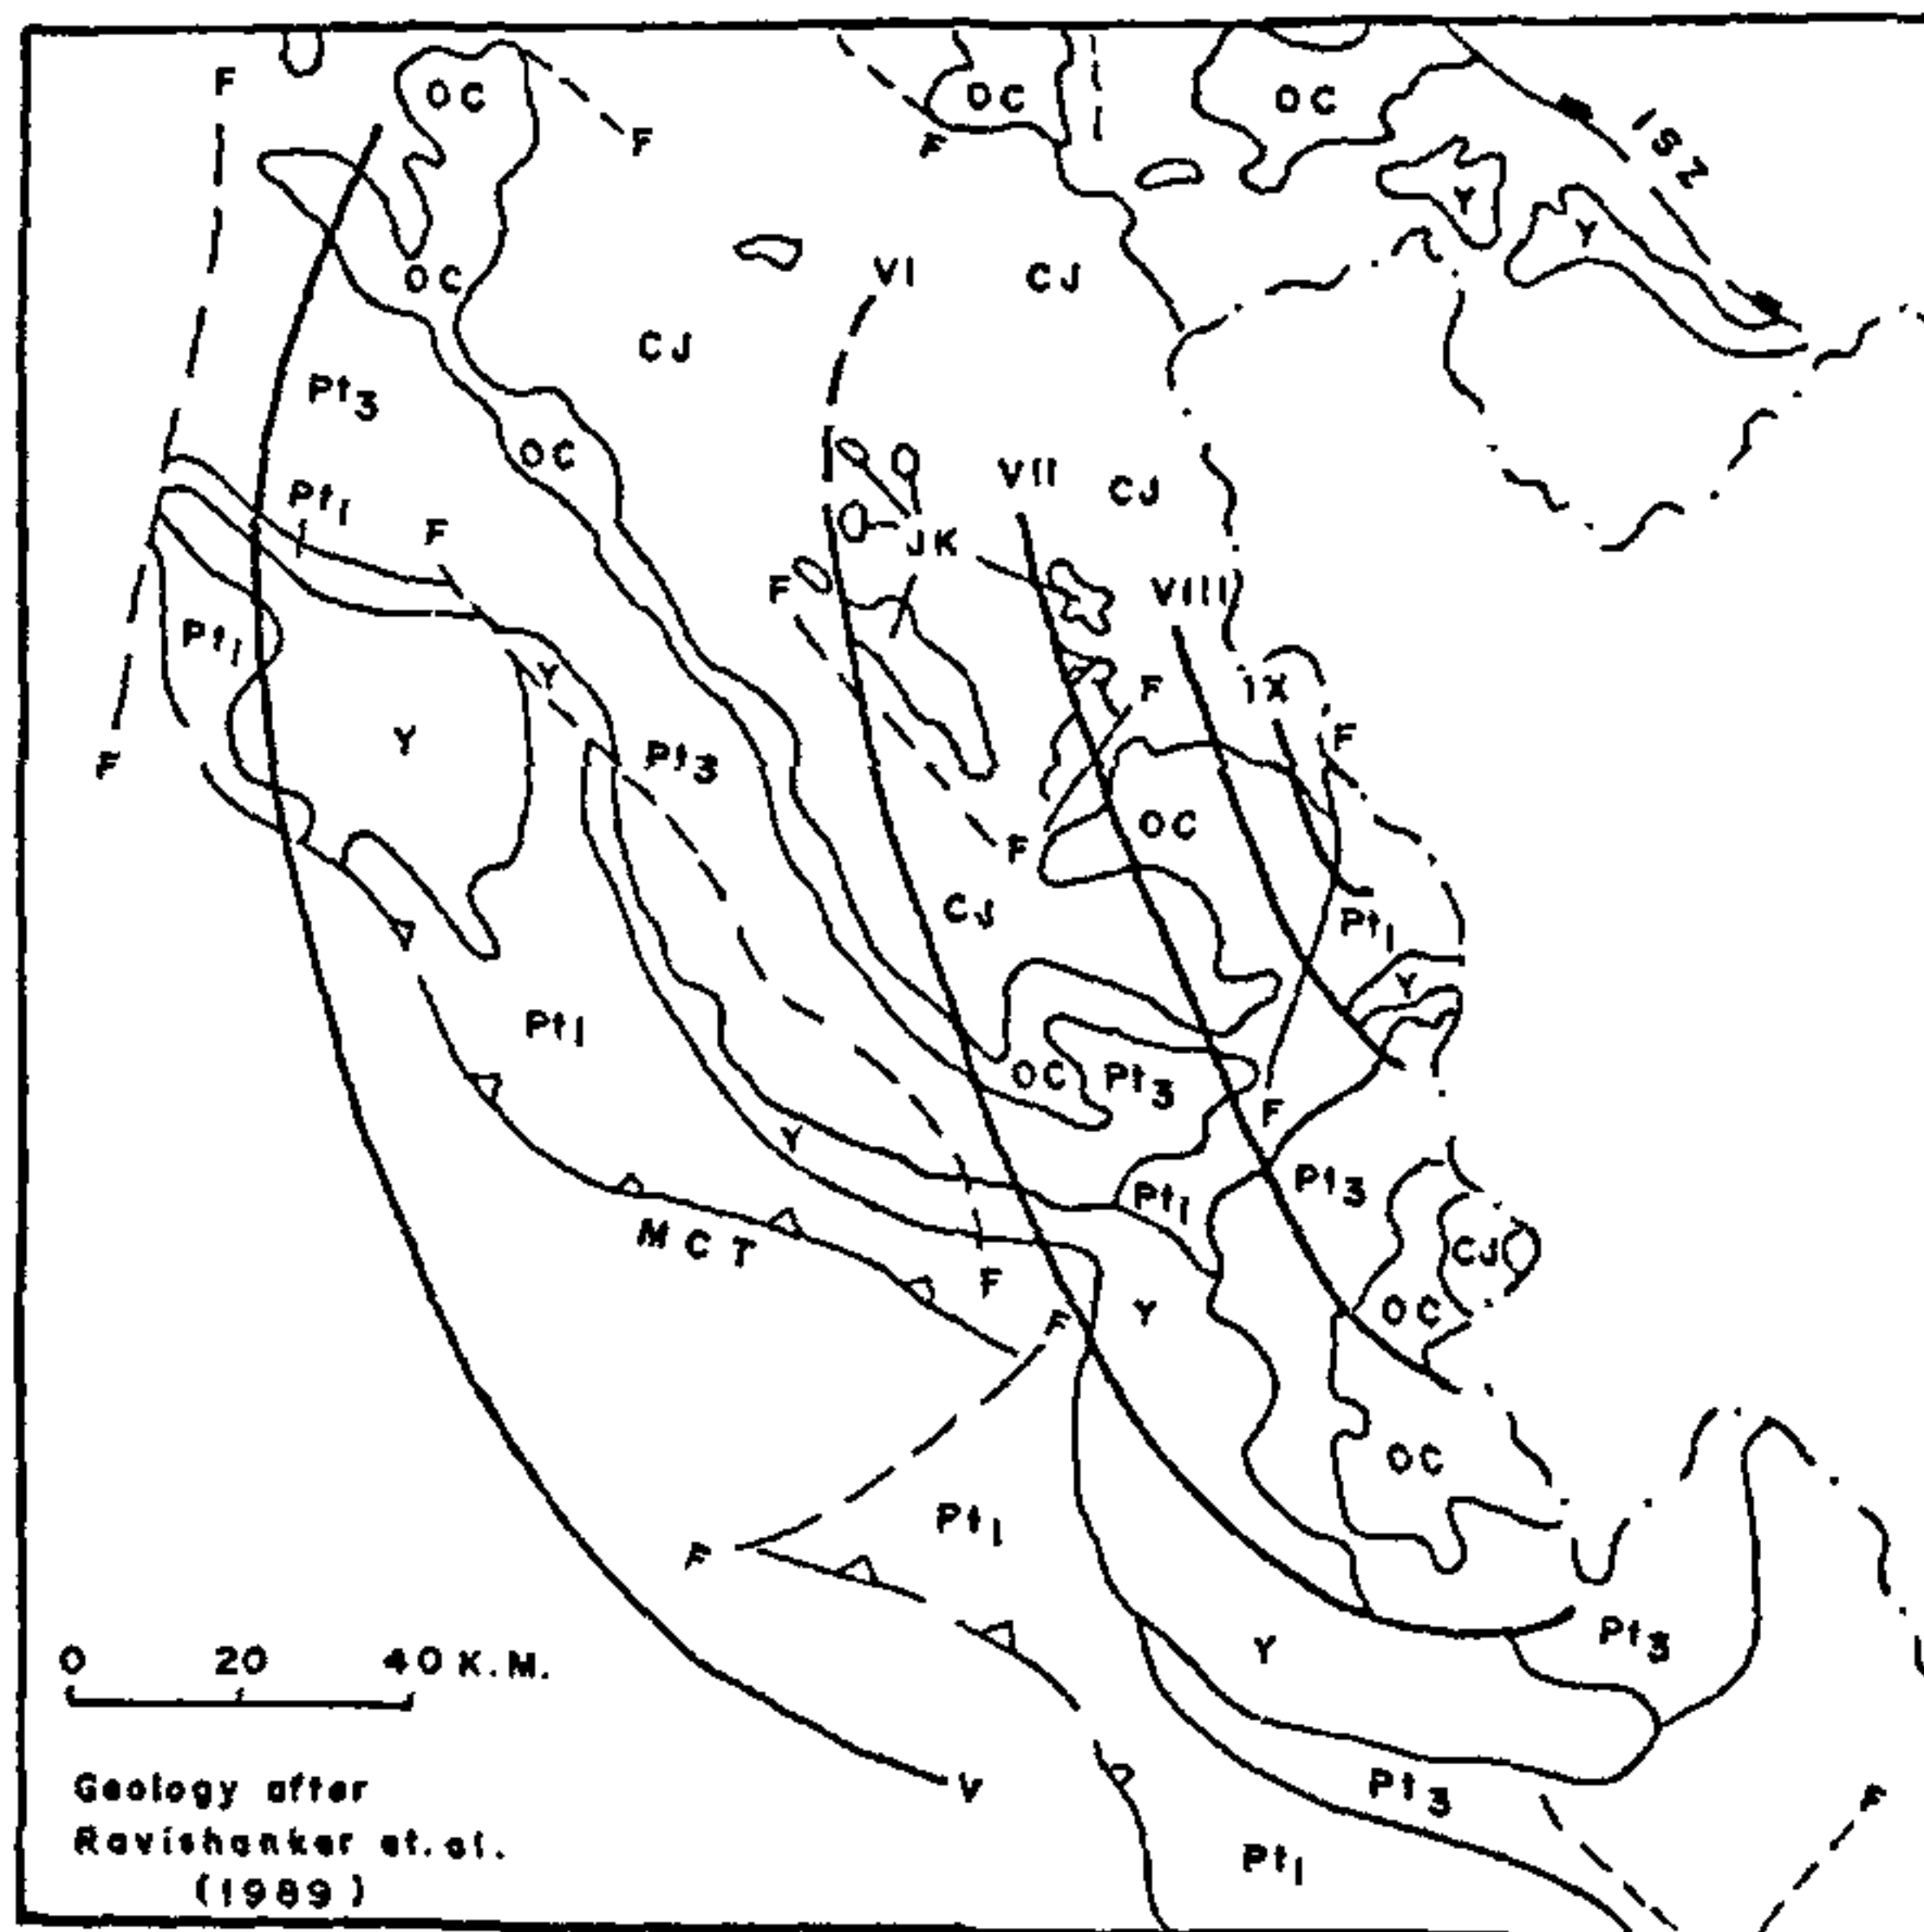 F
OC
F
OC
F
OC
ISZ
Y
Y
OC
VI
CJ
CJ
Pt3
OC
Pt1
F
VII
CJ
JK
F
VIII
Pt1
Y
F
IX
F
Y
Pt3
F
OC
F
CJ
Pt1
Y
Pt1
OC
Pt3
F
Y
Pt1
Pt3
MCT
CJ
F
F
Y
OC
OC
Pt1
F
Y
Pt3
0 20 40 K.M.
V
Pt3
F
Geology after
Ravishanker et. al.
(1989)
Pt1